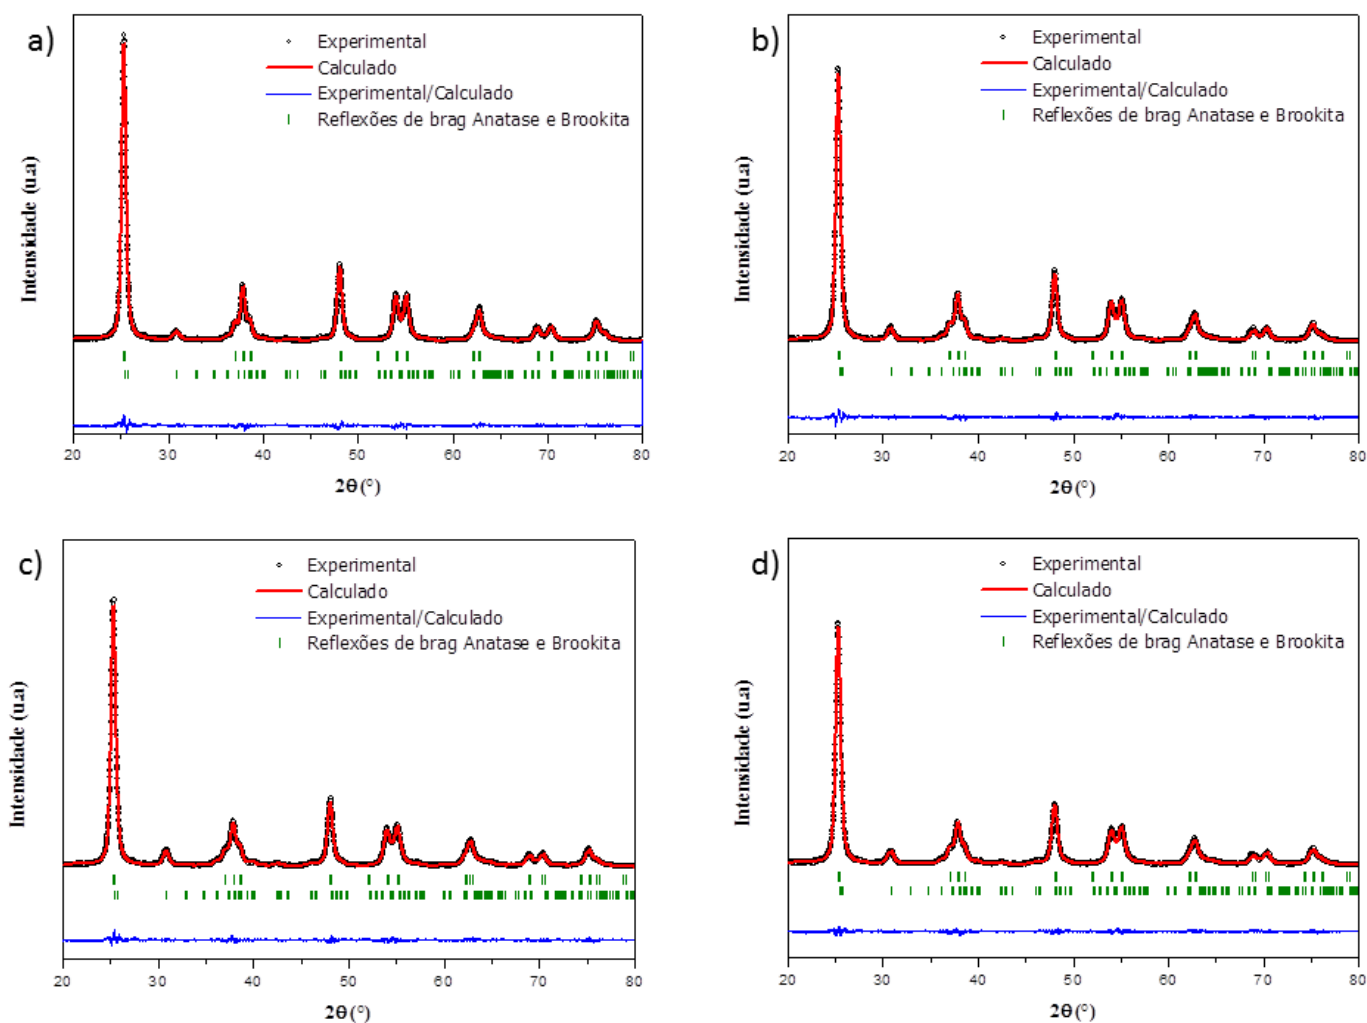 a)
Experimental
Calculado
Experimental/Calculado
Reflexões de brag Anatase e Brookita
Intensidade (u.a)
20 30 40 50 60 70 80
2θ (°)
b)
Experimental
Calculado
Experimental/Calculado
Reflexões de brag Anatase e Brookita
Intensidade (u.a)
20 30 40 50 60 70 80
2θ (°)
c)
Experimental
Calculado
Experimental/Calculado
Reflexões de brag Anatase e Brookita
Intensidade (u.a)
20 30 40 50 60 70 80
2θ (°)
d)
Experimental
Calculado
Experimental/Calculado
Reflexões de brag Anatase e Brookita
Intensidade (u.a)
20 30 40 50 60 70 80
2θ (°)